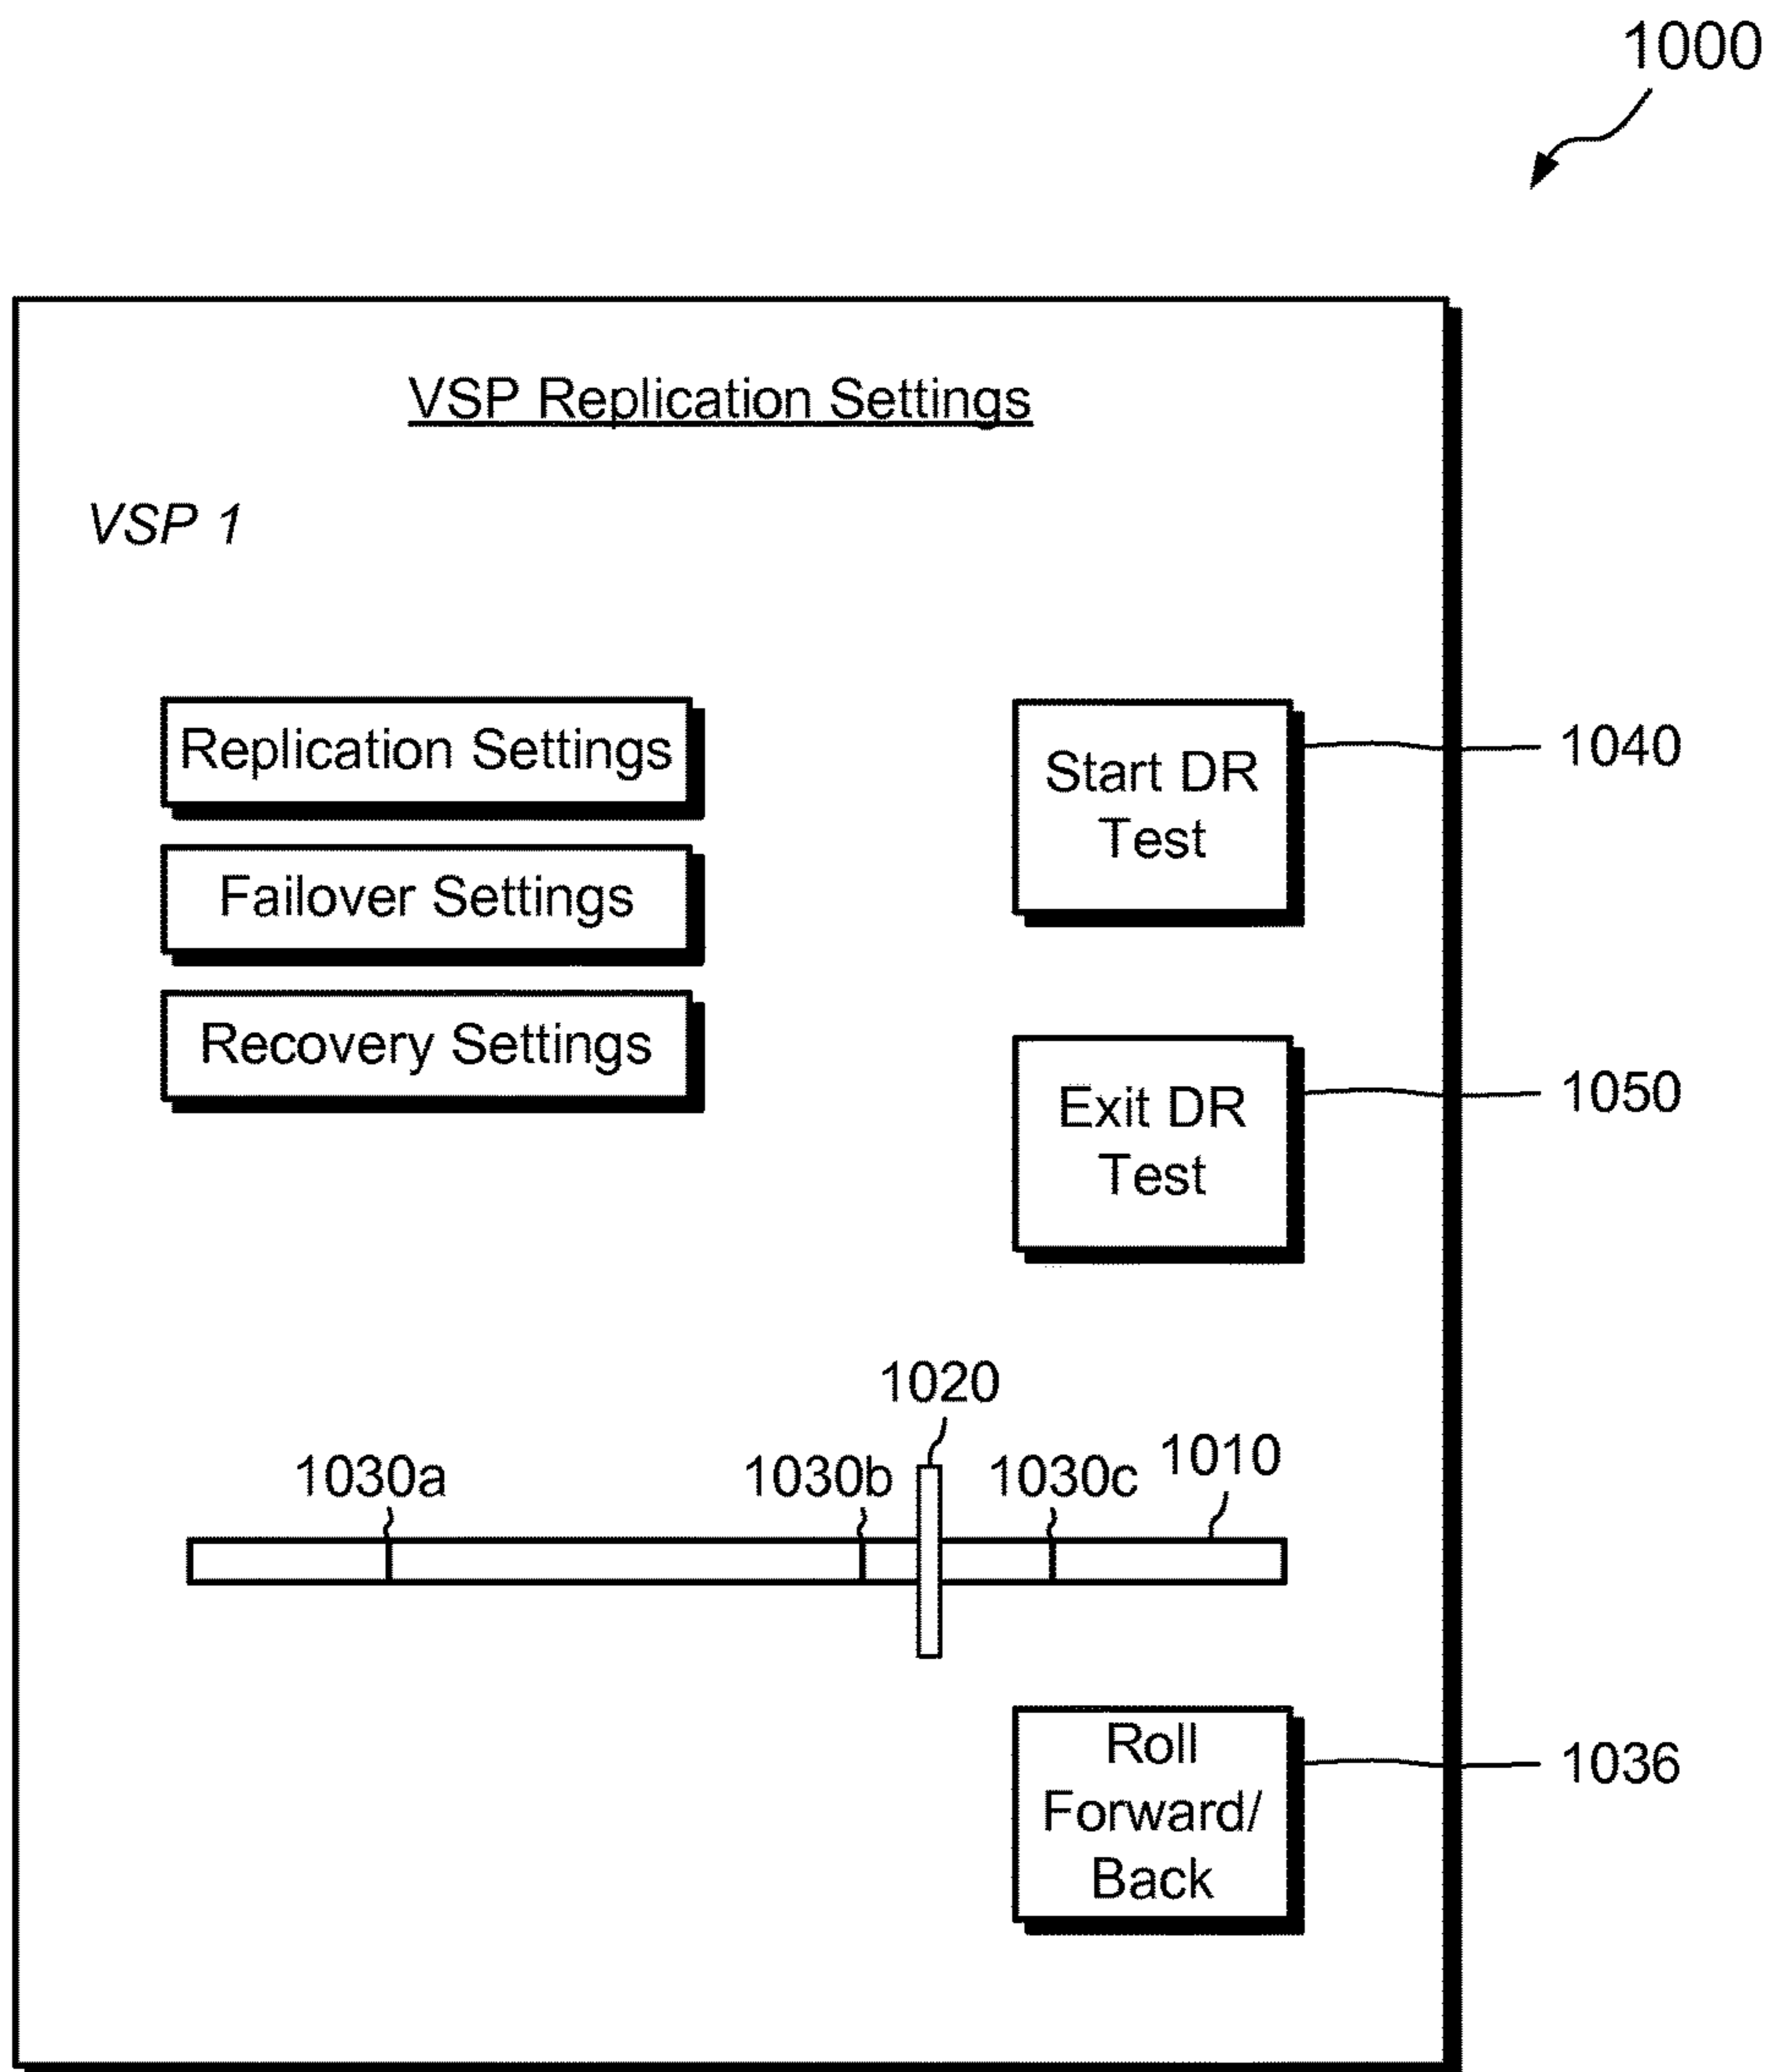 1000
VSP Replication Settings
VSP 1
Replication Settings
Failover Settings
Recovery Settings
Start DR
Test
1040
Exit DR
Test
1050
1020
1030a
1030b
1030c
1010
Roll
Forward/
Back
1036